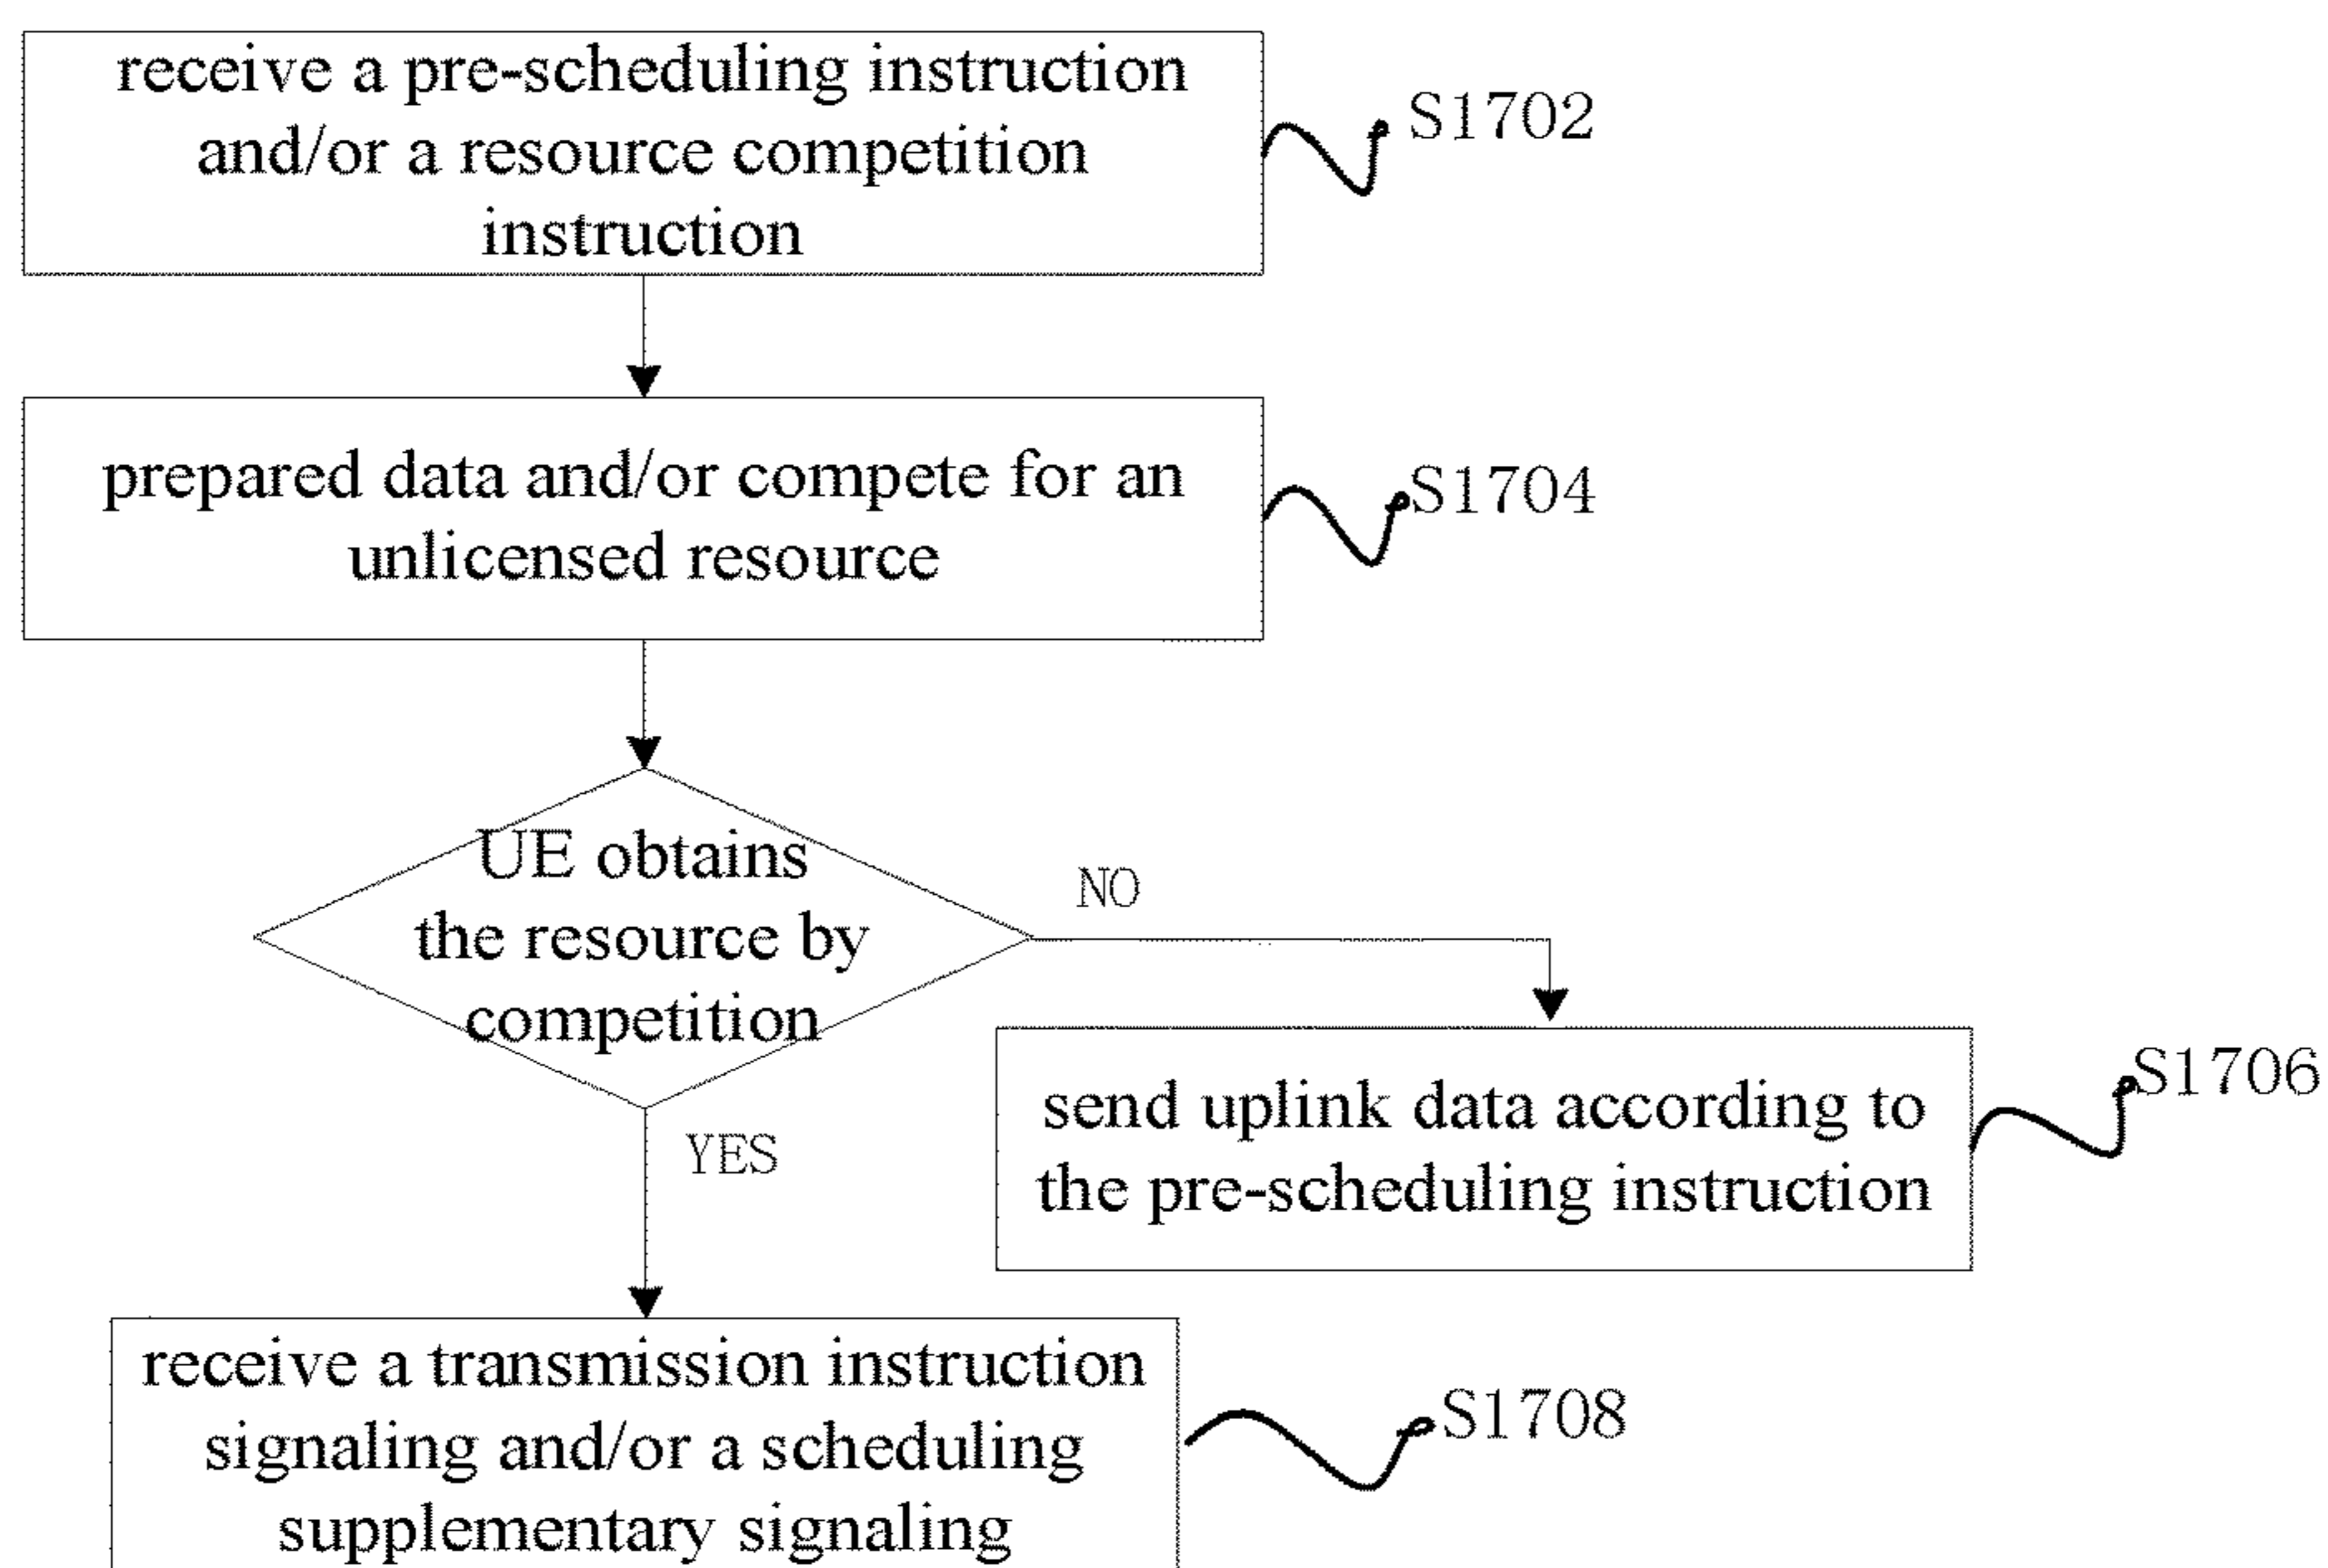 receive a pre-scheduling instruction
and/or a resource competition
instruction
S1702
prepared data and/or compete for an
unlicensed resource
S1704
UE obtains
the resource by
competition
NO
YES
send uplink data according to
the pre-scheduling instruction
S1706
receive a transmission instruction
signaling and/or a scheduling
supplementary signaling
S1708